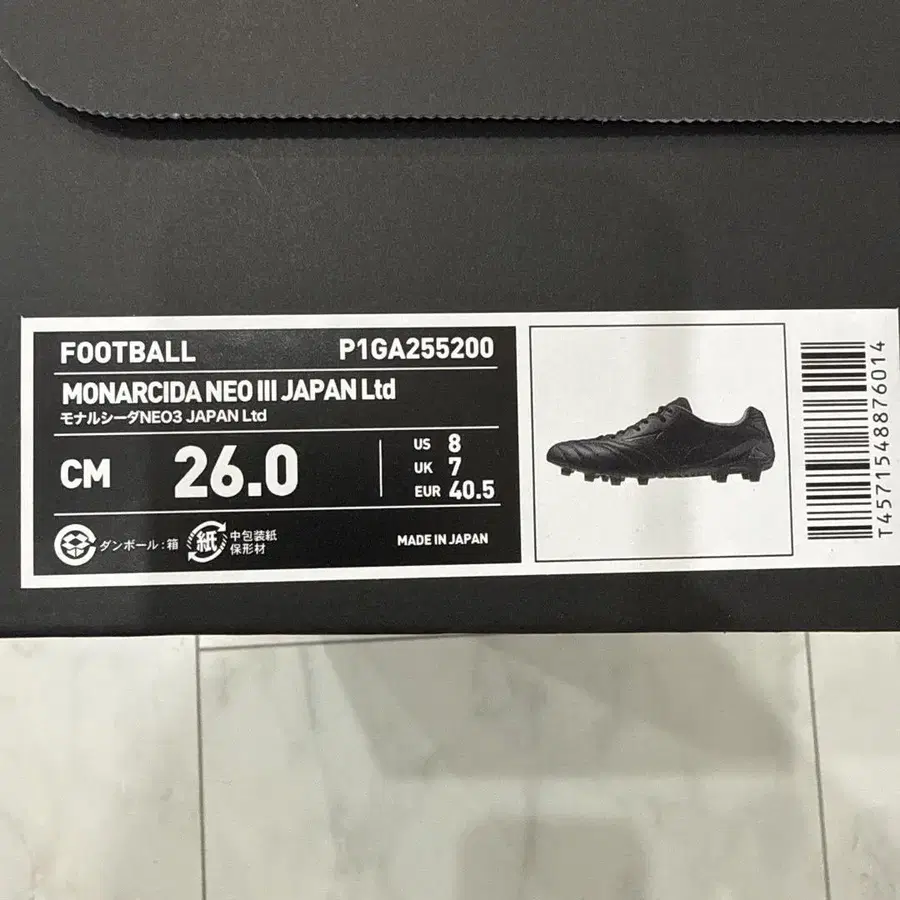 FOOTBALL P1GA255200
MONARCIDA NEO III JAPAN Ltd
モナルシーダNEO3 JAPAN Ltd
CM 26.0
US 8
UK 7
EUR 40.5
ダンボール:箱
紙 中包装紙
保形材
MADE IN JAPAN
T4571548876014